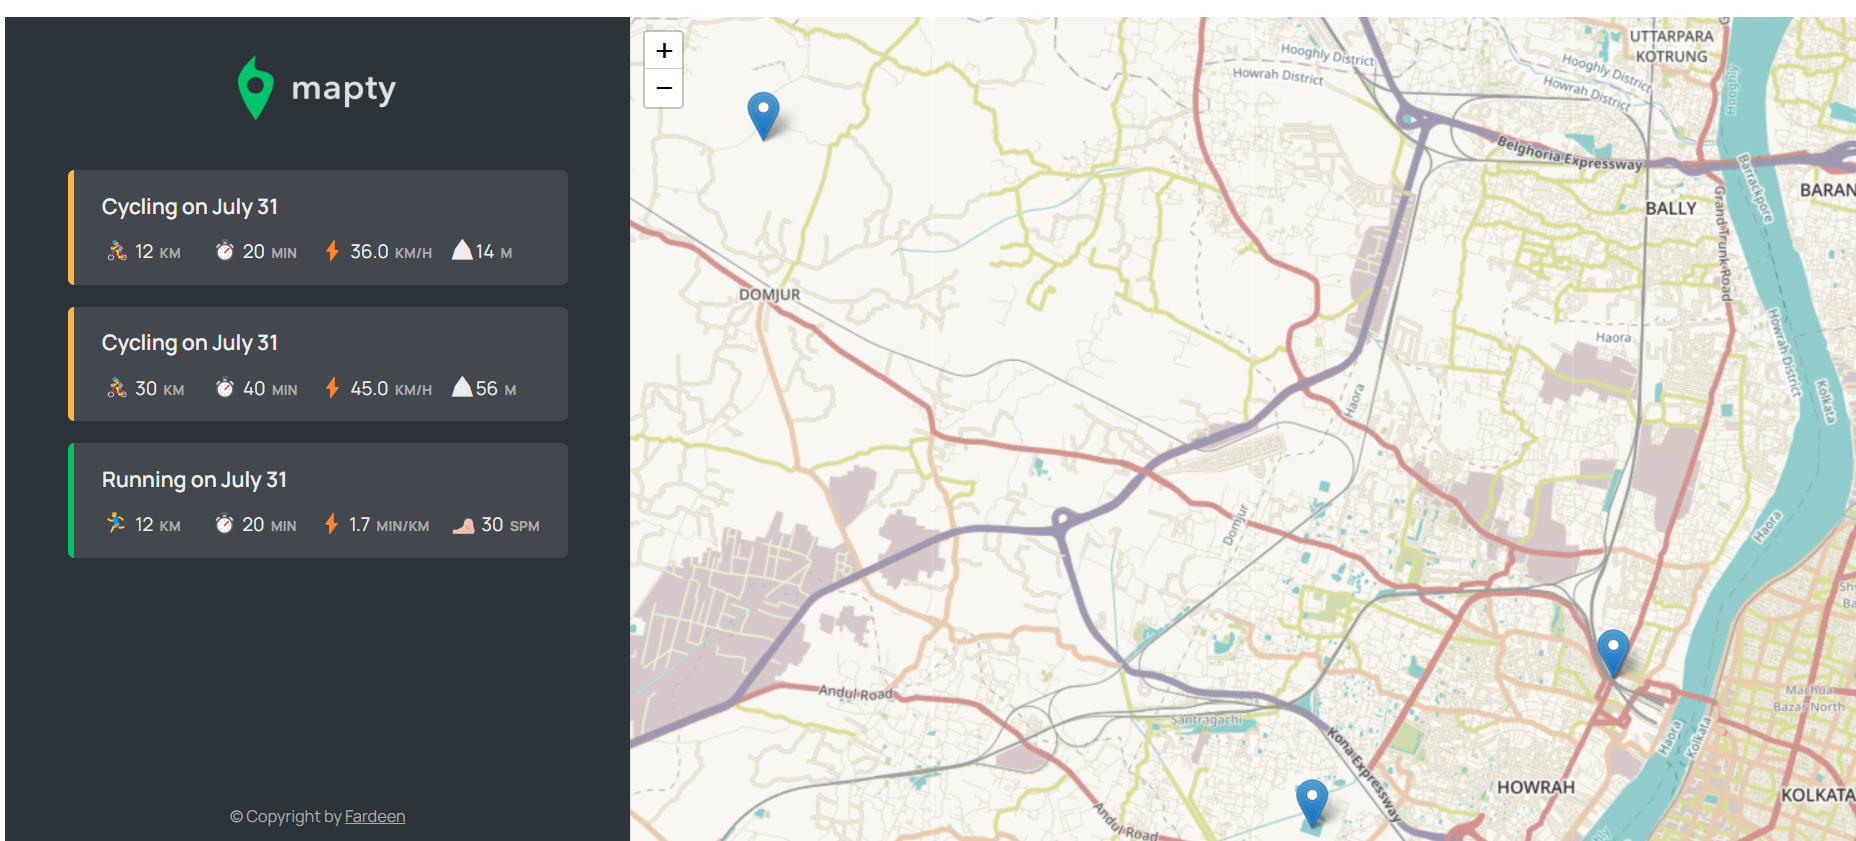 mapty
Cycling on July 31
12 KM 20 MIN 36.0 KM/H 14 M
Cycling on July 31
30 KM 40 MIN 45.0 KM/H 56 M
Running on July 31
12 KM 20 MIN 1.7 MIN/KM 30 SPM
© Copyright by Fardeen
+
−
UTTARPARA
KOTRUNG
Hooghly District
Howrah District
Hooghly District
Howrah District
Hooghly
Belghoria Expressway
Barrackpore
BARAN
BALLY
Grand Trunk Road
DOMJUR
Howrah District
Kolkata
Haora
Haora
Domjur
Haora
Andul Road
Santragachi
Kona Expressway
Machua
Bazar North
Haora
Kolkata
HOWRAH
KOLKATA
Andul Road